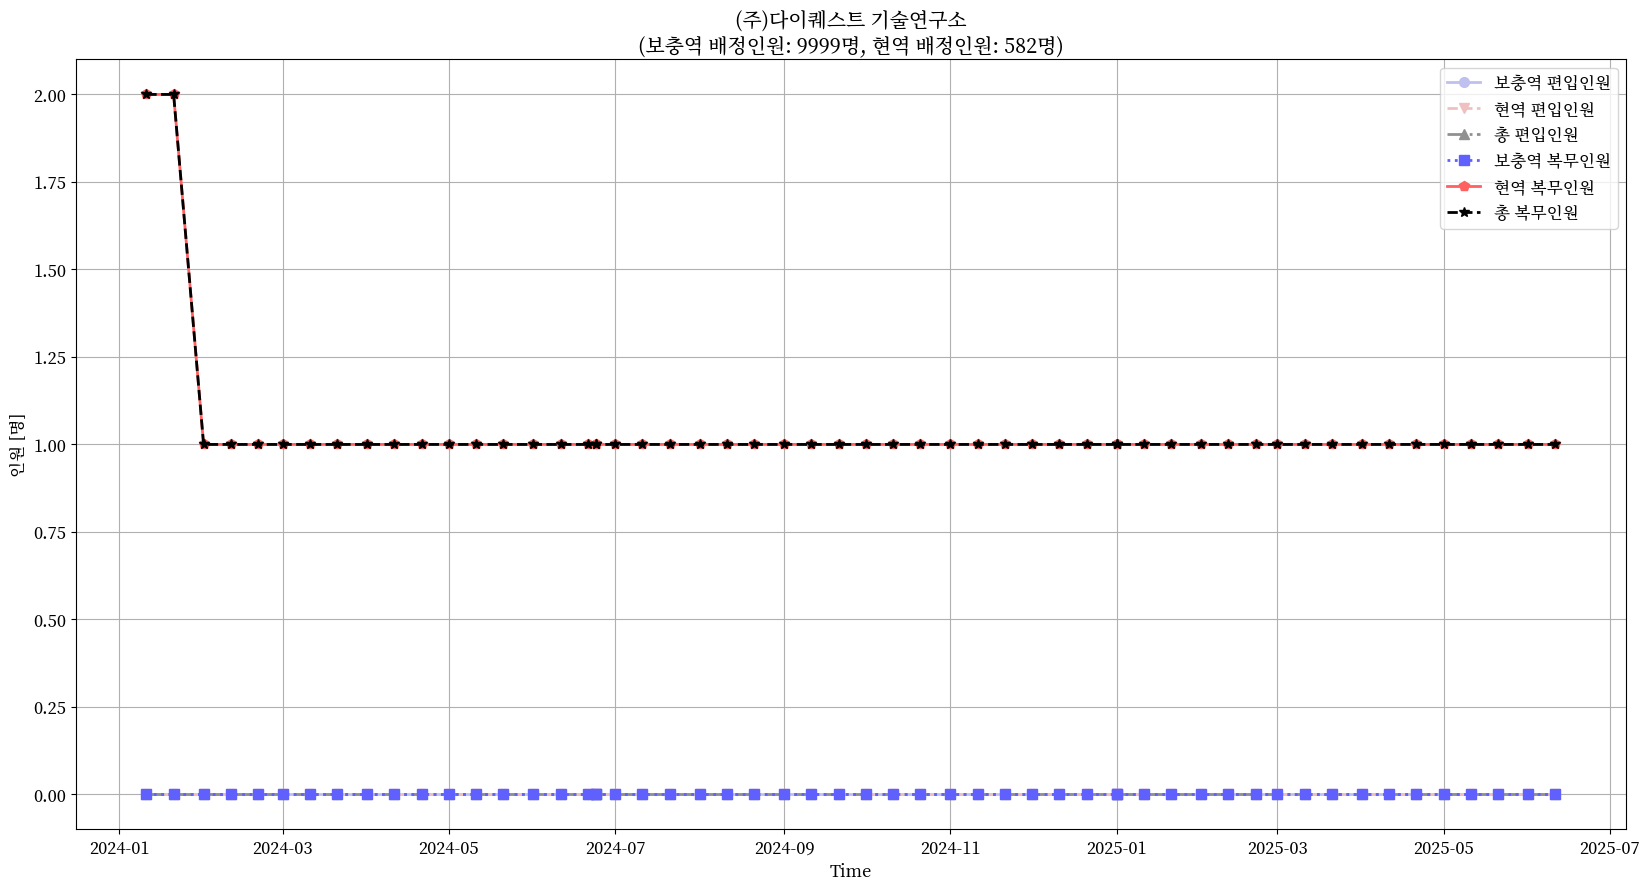 (주)다이퀘스트 기술연구소
(보충역 배정인원: 9999명, 현역 배정인원: 582명)
보충역 편입인원
현역 편입인원
총 편입인원
보충역 복무인원
현역 복무인원
총 복무인원
인원 [명]
2.00
1.75
1.50
1.25
1.00
0.75
0.50
0.25
0.00
2024-01 2024-03 2024-05 2024-07 2024-09 2024-11 2025-01 2025-03 2025-05 2025-07
Time